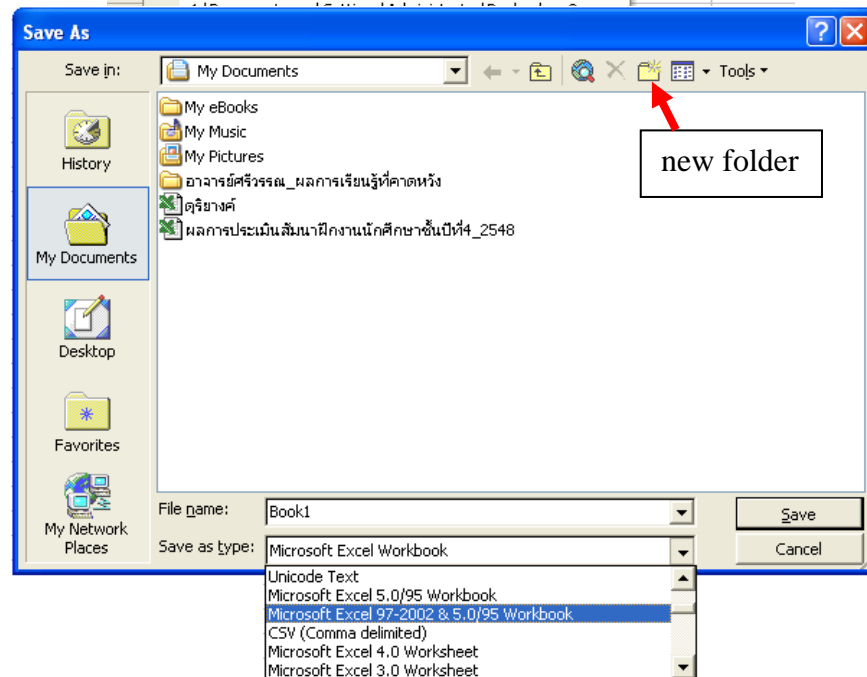 Save As
Save in:
My Documents
Tools
new folder
History
My Documents
Desktop
Favorites
My Network
Places
My eBooks
My Music
My Pictures
อาจารย์ศรีวรรณ_ผลการเรียนรู้ที่คาดหวัง
ดุริยางค์
ผลการประเมินสัมนาฝึกงานนักศึกษาชั้นปีที่4_2548
File name:
Book1
Save
Save as type:
Microsoft Excel Workbook
Cancel
Unicode Text
Microsoft Excel 5.0/95 Workbook
Microsoft Excel 97-2002 & 5.0/95 Workbook
CSV (Comma delimited)
Microsoft Excel 4.0 Worksheet
Microsoft Excel 3.0 Worksheet